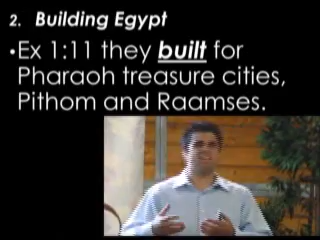 2. Building Egypt
•Ex 1:11 they built for
Pharaoh treasure cities,
Pithom and Raamses.